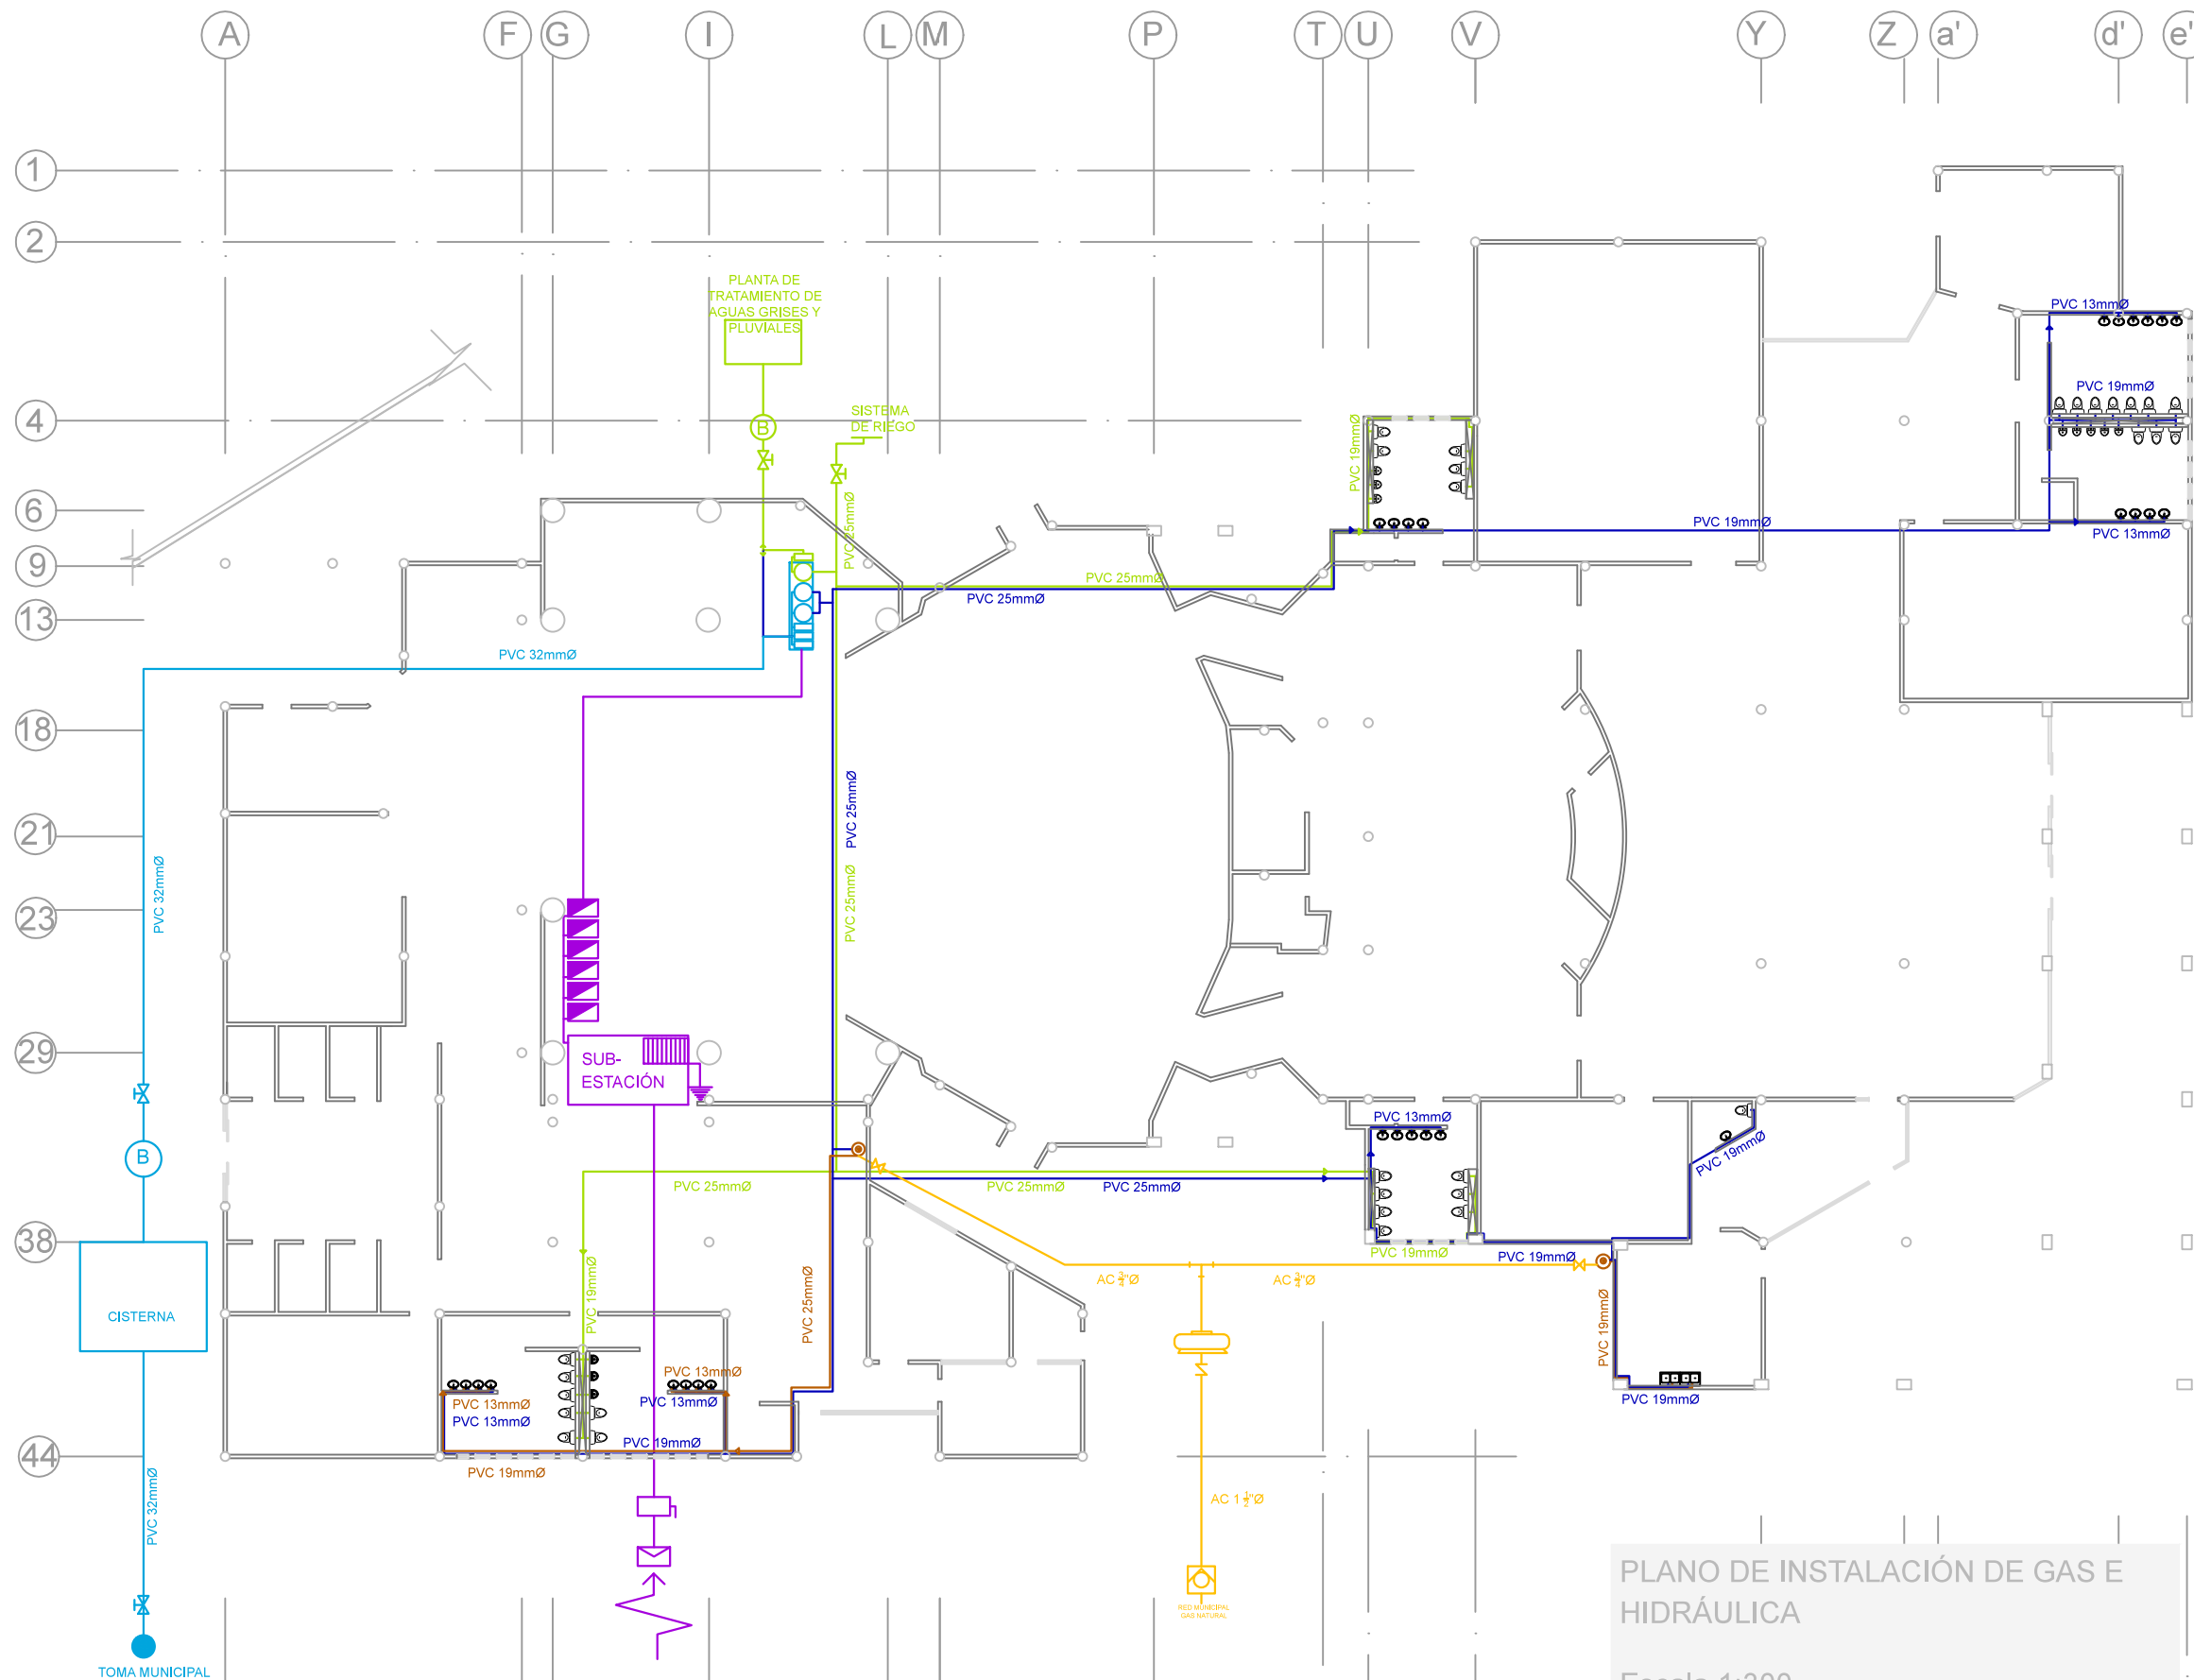 A F G I L M P T U V Y Z a' d' e'
1
2
4
6
9
13
18
21
23
29
38
44
PLANTA DE
TRATAMIENTO DE
AGUAS GRISES Y
PLUVIALES
B
SISTEMA
DE RIEGO
PVC 25mmØ
PVC 19mmØ
PVC 13mmØ
PVC 19mmØ
PVC 19mmØ
PVC 13mmØ
PVC 25mmØ
PVC 25mmØ
PVC 32mmØ
PVC 25mmØ
PVC 32mmØ
PVC 25mmØ
SUB-
ESTACIÓN
B
PVC 13mmØ
PVC 19mmØ
PVC 25mmØ
PVC 25mmØ
PVC 25mmØ
PVC 19mmØ
PVC 19mmØ
AC 3/4"Ø
AC 3/4"Ø
CISTERNA
PVC 19mmØ
PVC 25mmØ
PVC 19mmØ
PVC 13mmØ
PVC 13mmØ
PVC 13mmØ
PVC 13mmØ
PVC 19mmØ
PVC 19mmØ
PVC 19mmØ
PVC 32mmØ
AC 1 1/2"Ø
RED MUNICIPAL
GAS NATURAL
TOMA MUNICIPAL
PLANO DE INSTALACIÓN DE GAS E
HIDRÁULICA